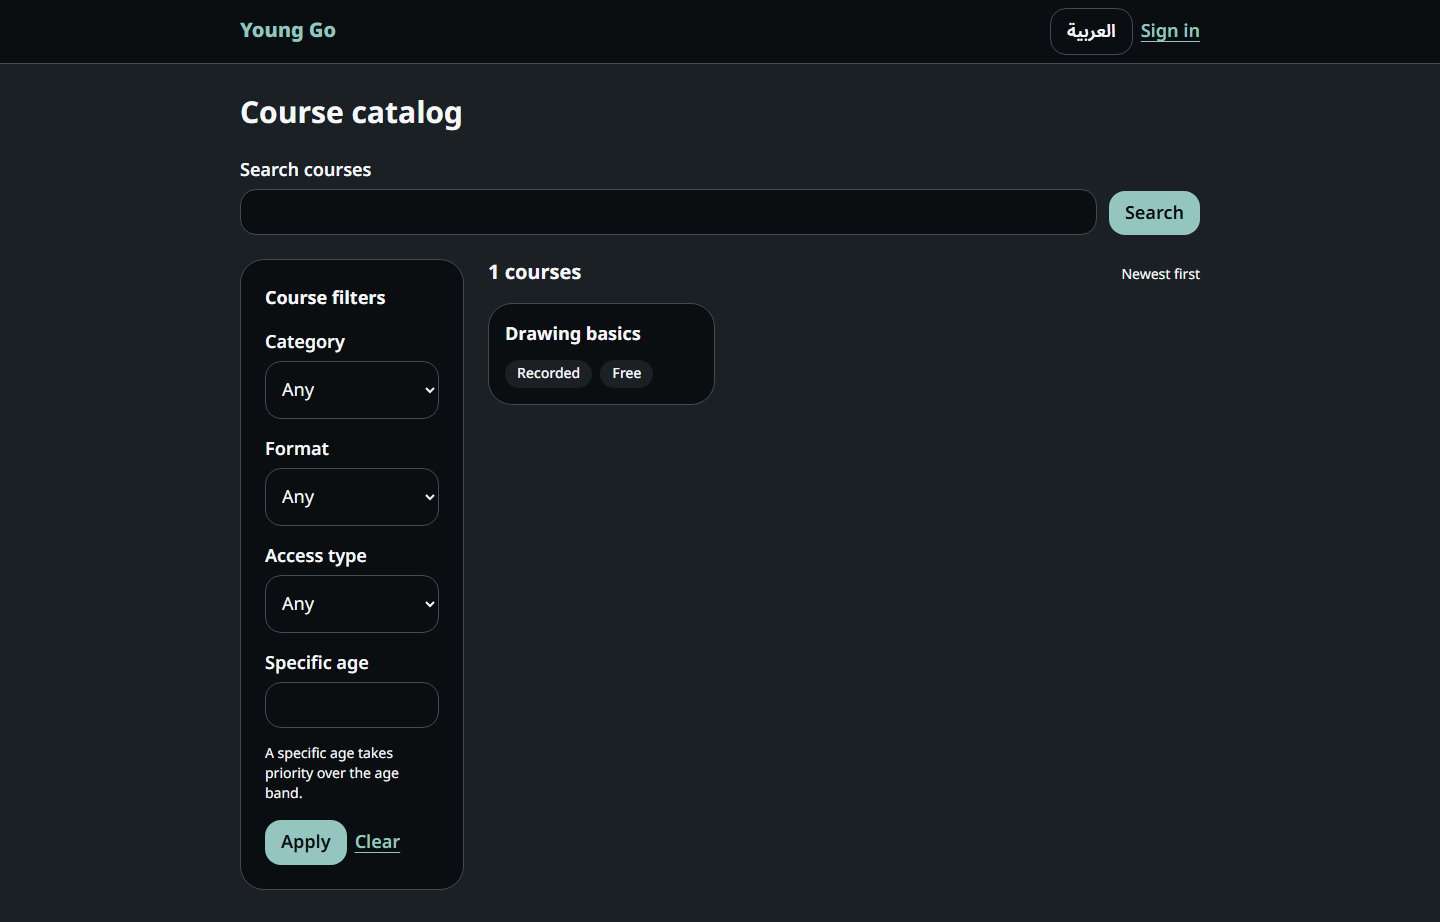 Young Go
العربية
Sign in
Course catalog
Search courses
Search
Course filters
Category
Any
Format
Any
Access type
Any
Specific age
A specific age takes
priority over the age
band.
Apply
Clear
1 courses
Newest first
Drawing basics
Recorded
Free